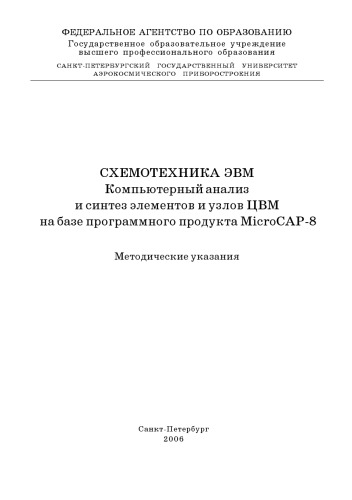 ФЕДЕРАЛЬНОЕ АГЕНТСТВО ПО ОБРАЗОВАНИЮ
Государственное образовательное учреждение
высшего профессионального образования
САНКТ-ПЕТЕРБУРГСКИЙ ГОСУДАРСТВЕННЫЙ УНИВЕРСИТЕТ
АЭРОКОСМИЧЕСКОГО ПРИБОРОСТРОЕНИЯ
СХЕМОТЕХНИКА ЭВМ
Компьютерный анализ
и синтез элементов и узлов ЦВМ
на базе программного продукта MicroCAP-8
Методические указания
Санкт-Петербург
2006